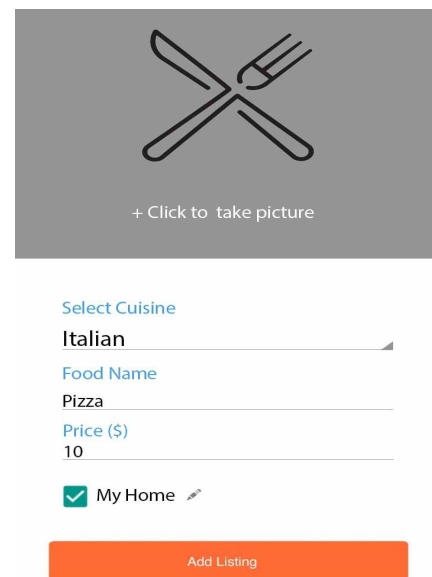 + Click to take picture
Select Cuisine
Italian
Food Name
Pizza
Price ($)
10
My Home
Add Listing